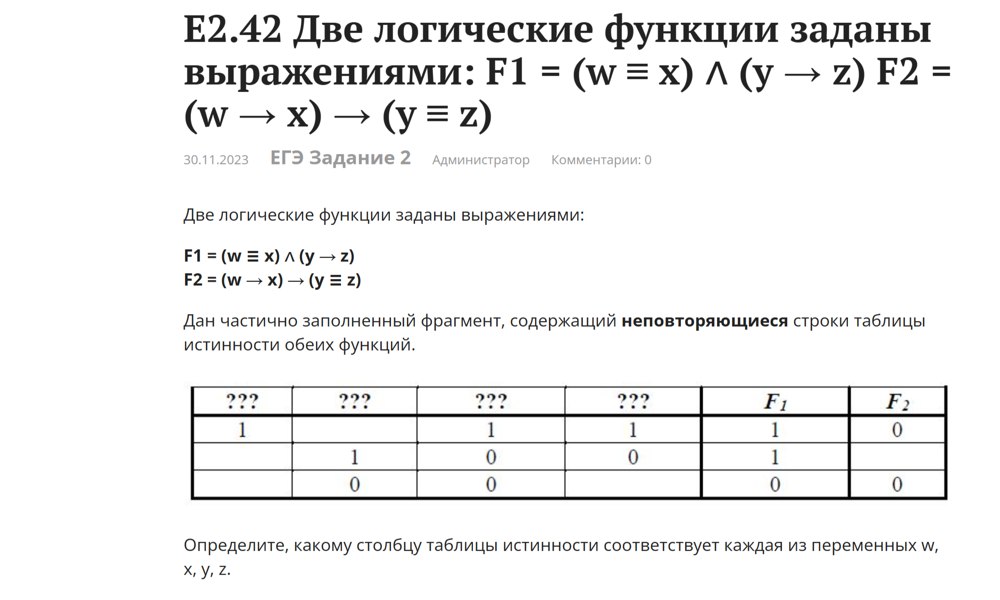 E2.42 Две логические функции заданы
выражениями: F1 = (w ≡ x) ∧ (y → z) F2 =
(w → x) → (y ≡ z)
30.11.2023 ЕГЭ Задание 2 Администратор Комментарии: 0
Две логические функции заданы выражениями:
F1 = (w ≡ x) ∧ (y → z)
F2 = (w → x) → (y ≡ z)
Дан частично заполненный фрагмент, содержащий неповторяющиеся строки таблицы
истинности обеих функций.
??? ??? ??? ??? F1 F2
1 1 1 1 0
1 0 0 1
0 0 0 0
Определите, какому столбцу таблицы истинности соответствует каждая из переменных w,
x, y, z.